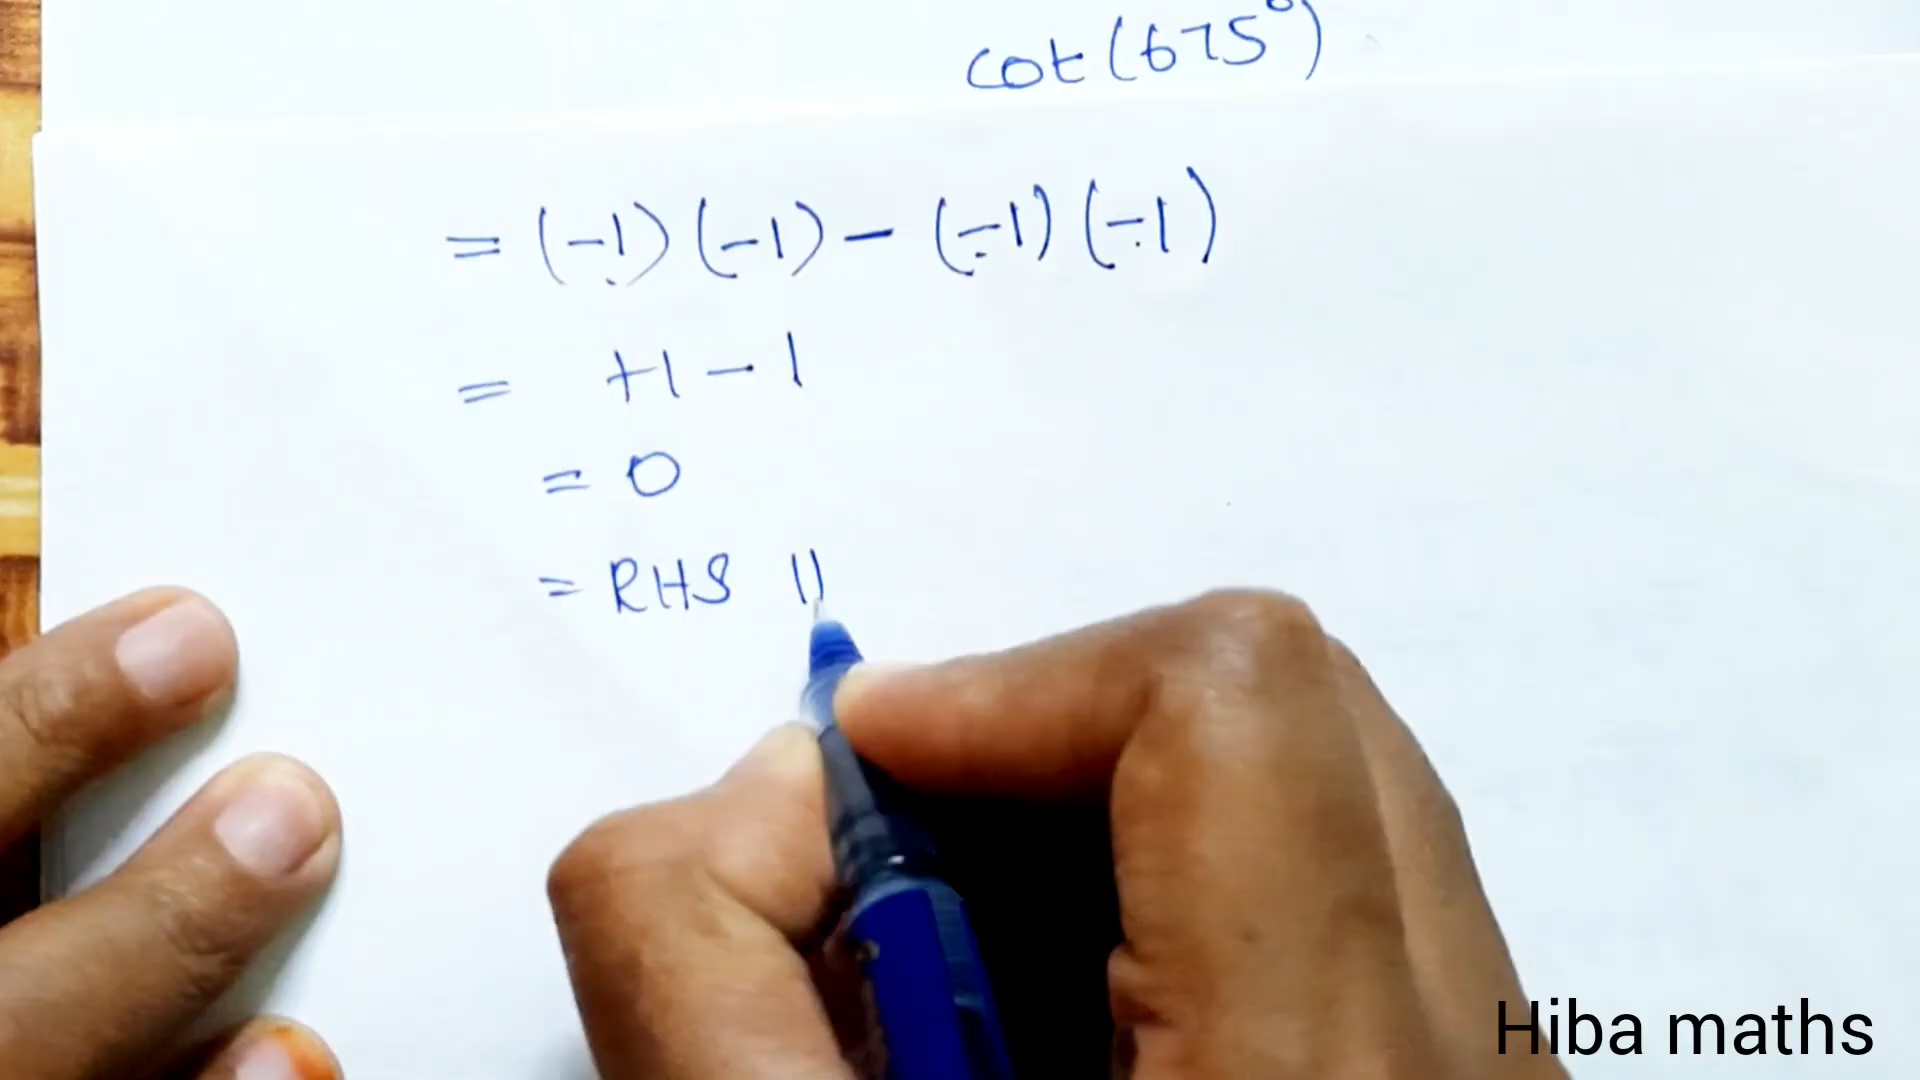 cot(675°)
= (-1) (-1) - (-1) (-1)
= +1 - 1
= 0
= RHS //
Hiba maths